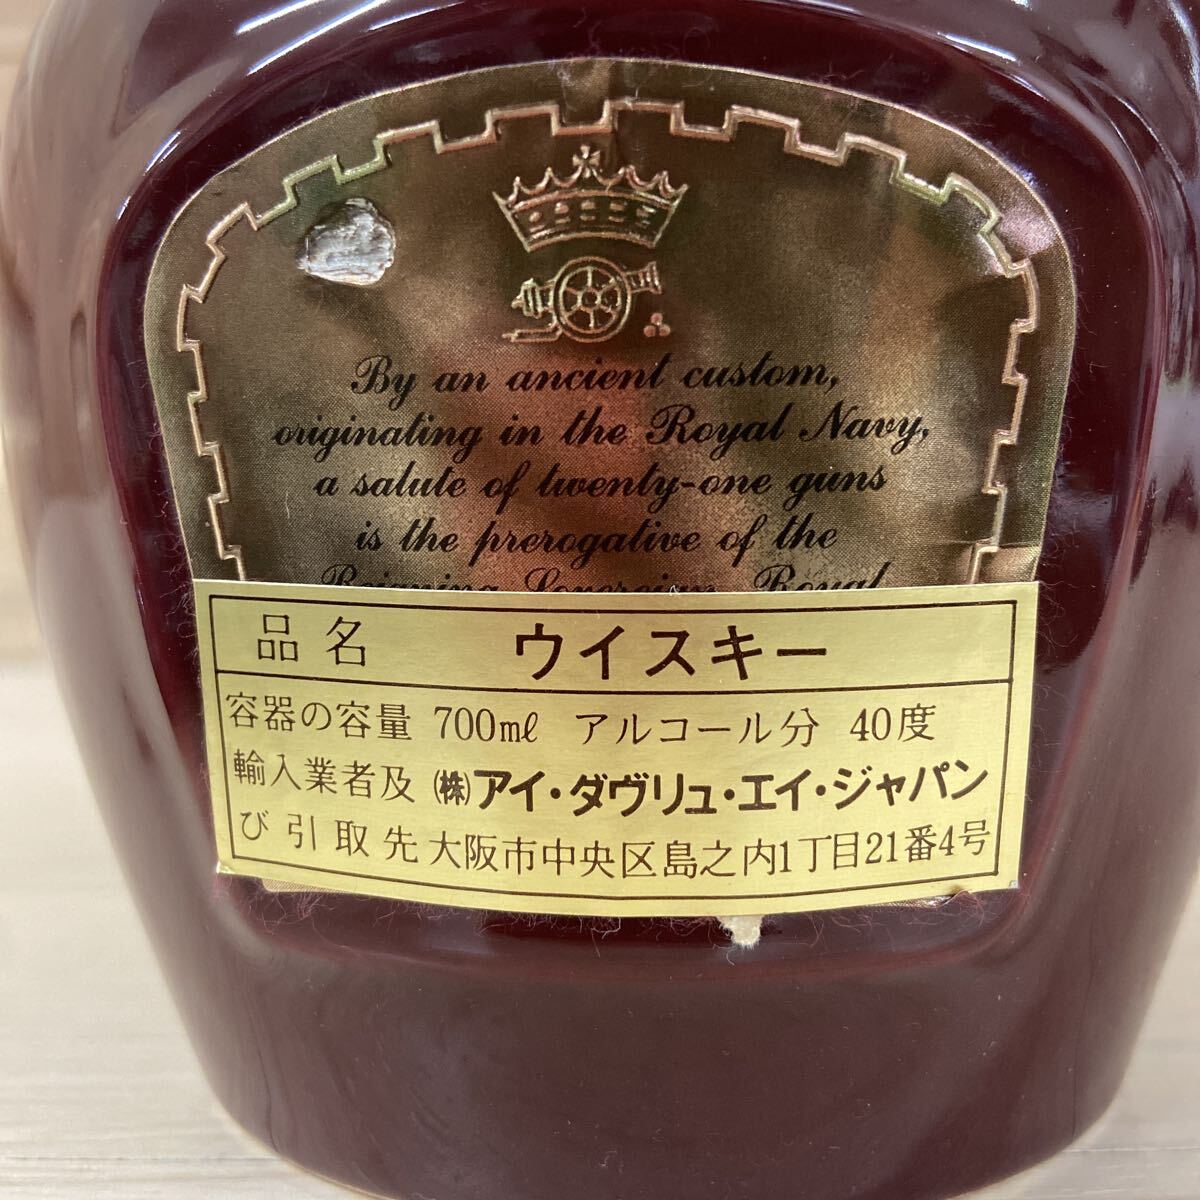 By an ancient custom,
originating in the Royal Navy,
a salute of twenty-one guns
is the prerogative of the
Reigning Sovereign, Royal
品名 ウイスキー
容器の容量 700mℓ アルコール分 40度
輸入業者及 ㈱アイ・ダヴリュ・エイ・ジャパン
び引取先 大阪市中央区島之内1丁目21番4号